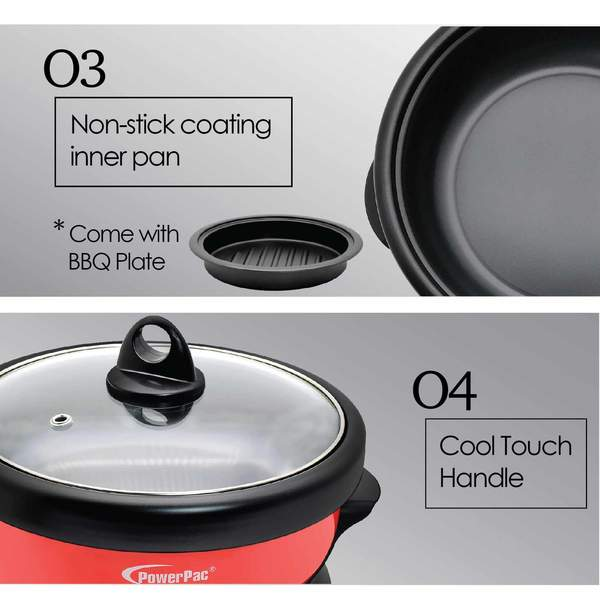 03
Non-stick coating
inner pan
* Come with
BBQ Plate
04
Cool Touch
Handle
PowerPac®